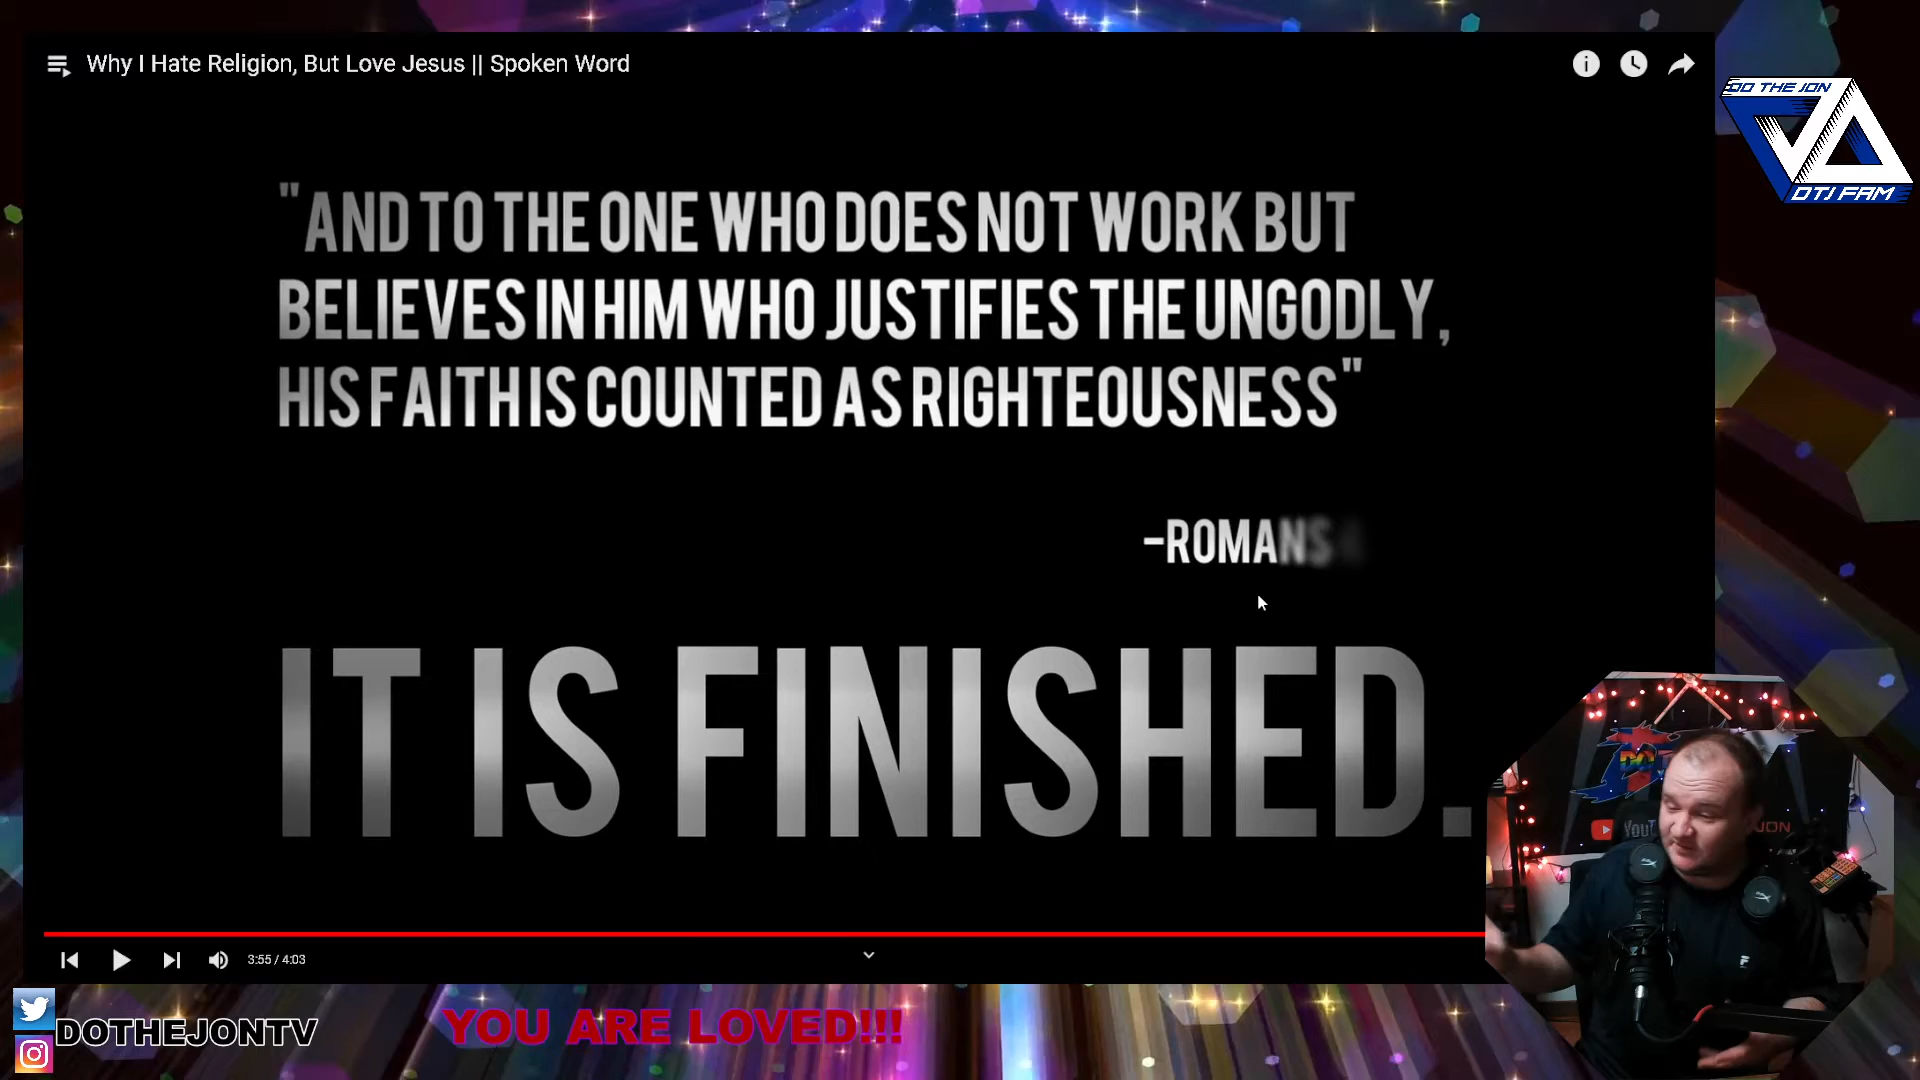 Why I Hate Religion, But Love Jesus || Spoken Word
DO THE JON
DTJ FAM
"AND TO THE ONE WHO DOES NOT WORK BUT
BELIEVES IN HIM WHO JUSTIFIES THE UNGODLY,
HIS FAITH IS COUNTED AS RIGHTEOUSNESS"
-ROMANS
IT IS FINISHED.
3:55 / 4:03
DOTHEJONTV
YOU ARE LOVED!!!